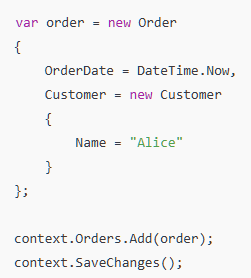 var order = new Order
{
    OrderDate = DateTime.Now,
    Customer = new Customer
    {
        Name = "Alice"
    }
};

context.Orders.Add(order);
context.SaveChanges();